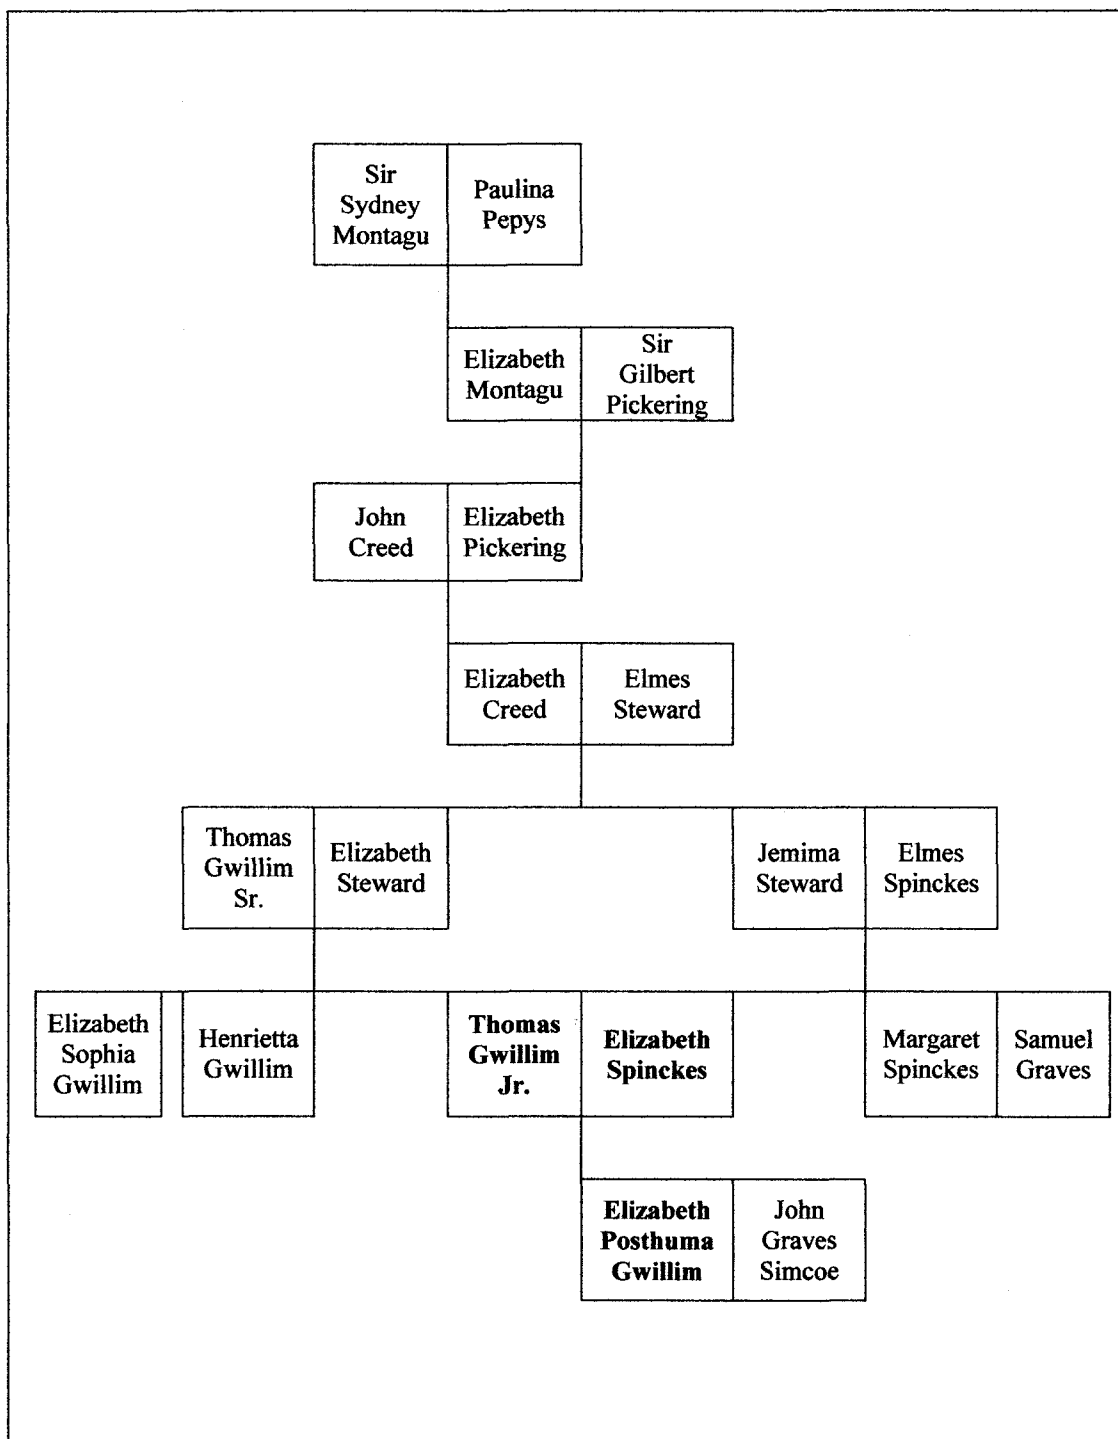 Sir
Sydney
Montagu
Paulina
Pepys
Elizabeth
Montagu
Sir
Gilbert
Pickering
John
Creed
Elizabeth
Pickering
Elizabeth
Creed
Elmes
Steward
Thomas
Gwillim
Sr.
Elizabeth
Steward
Jemima
Steward
Elmes
Spinckes
Elizabeth
Sophia
Gwillim
Henrietta
Gwillim
Thomas
Gwillim
Jr.
Elizabeth
Spinckes
Margaret
Spinckes
Samuel
Graves
Elizabeth
Posthuma
Gwillim
John
Graves
Simcoe